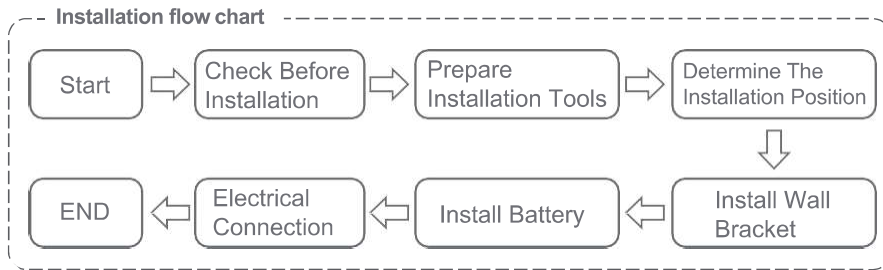 Installation flow chart
Start
Check Before
Installation
Prepare
Installation Tools
Determine The
Installation Position
Install Wall
Bracket
Install Battery
Electrical
Connection
END